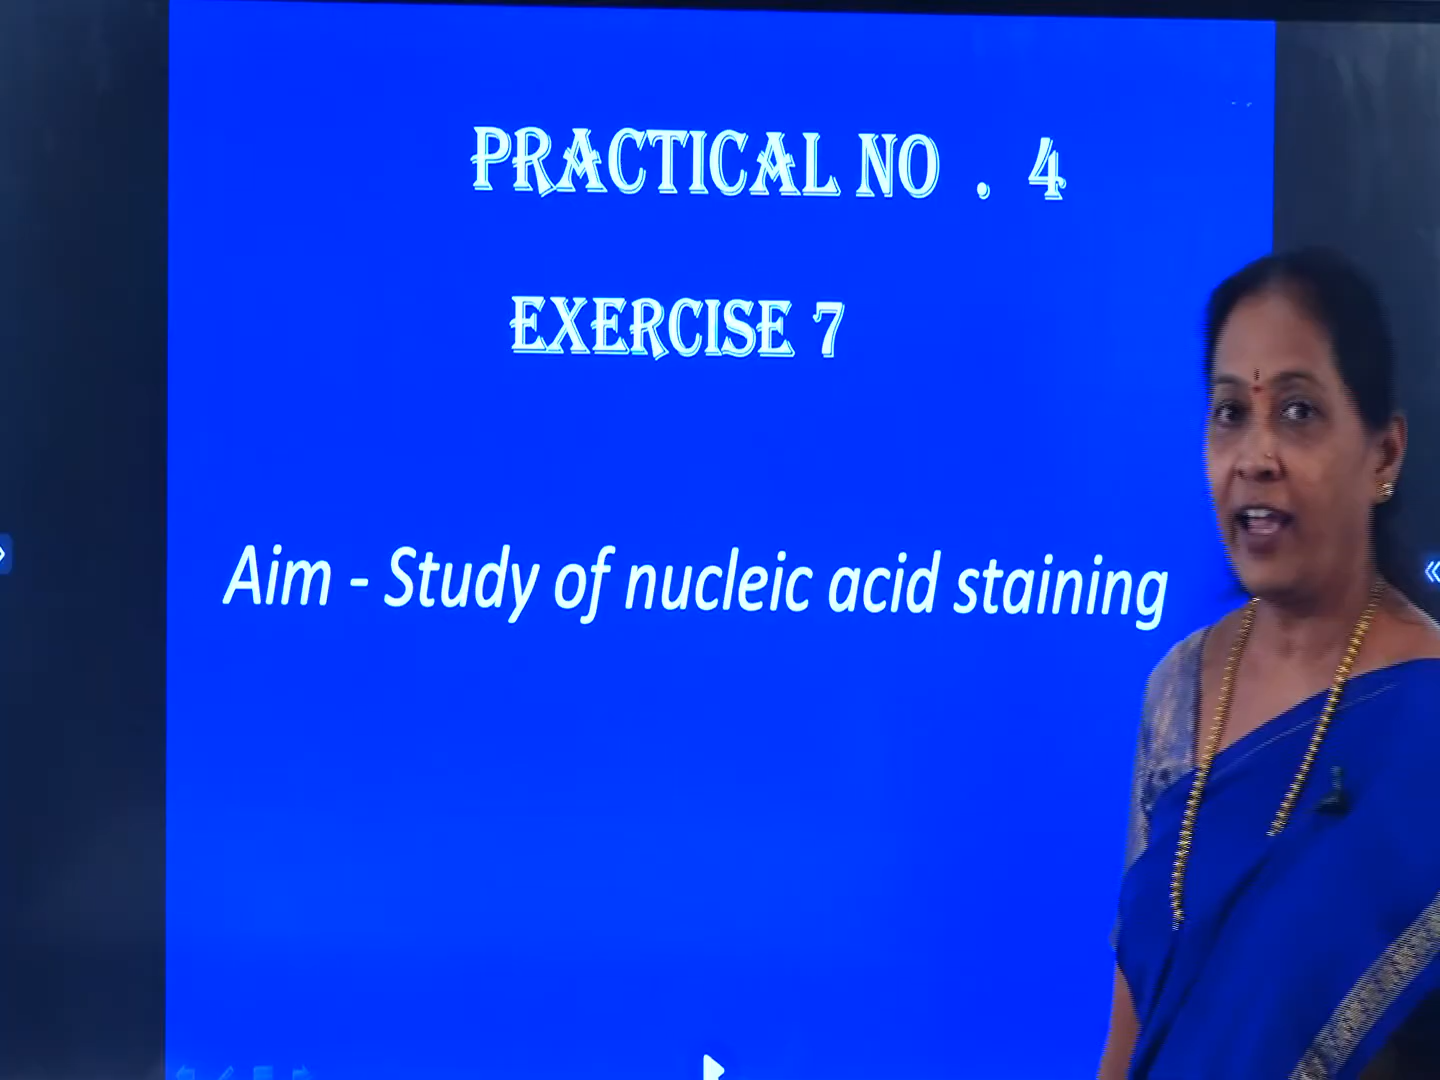 PRACTICAL NO . 4
EXERCISE 7
Aim - Study of nucleic acid staining